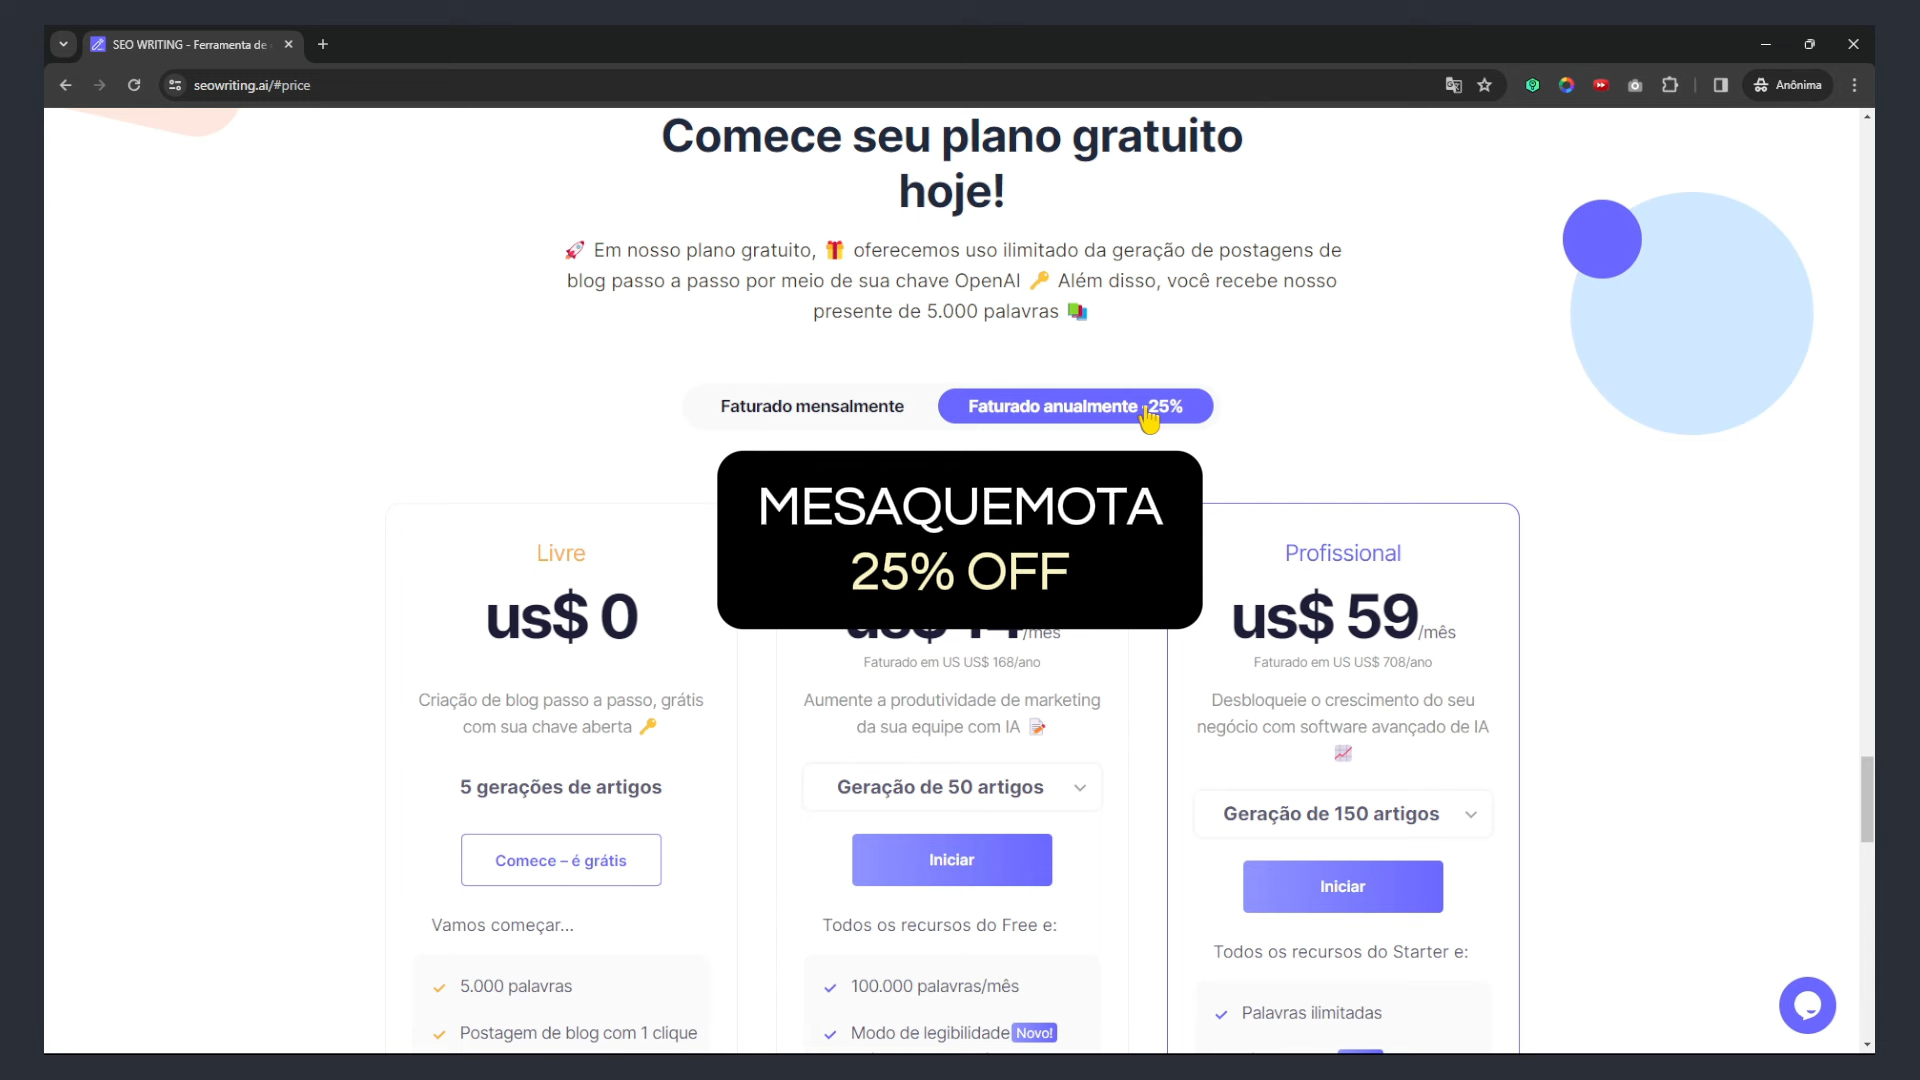 SEO WRITING - Ferramenta de
seowriting.ai/#price
Anônima
Comece seu plano gratuito
hoje!
🚀 Em nosso plano gratuito, 🎁 oferecemos uso ilimitado da geração de postagens de
blog passo a passo por meio de sua chave OpenAI 🔑 Além disso, você recebe nosso
presente de 5.000 palavras
Faturado mensalmente
Faturado anualmente -25%
MESAQUEMOTA
25% OFF
Livre
us$ 0
Criação de blog passo a passo, grátis
com sua chave aberta 🔑
5 gerações de artigos
Comece – é grátis
Vamos começar...
5.000 palavras
Postagem de blog com 1 clique
us$ 14/mês
Faturado em US US$ 168/ano
Aumente a produtividade de marketing
da sua equipe com IA 📝
Geração de 50 artigos
Iniciar
Todos os recursos do Free e:
100.000 palavras/mês
Modo de legibilidade Novo!
Profissional
us$ 59/mês
Faturado em US US$ 708/ano
Desbloqueie o crescimento do seu
negócio com software avançado de IA
📈
Geração de 150 artigos
Iniciar
Todos os recursos do Starter e:
Palavras ilimitadas